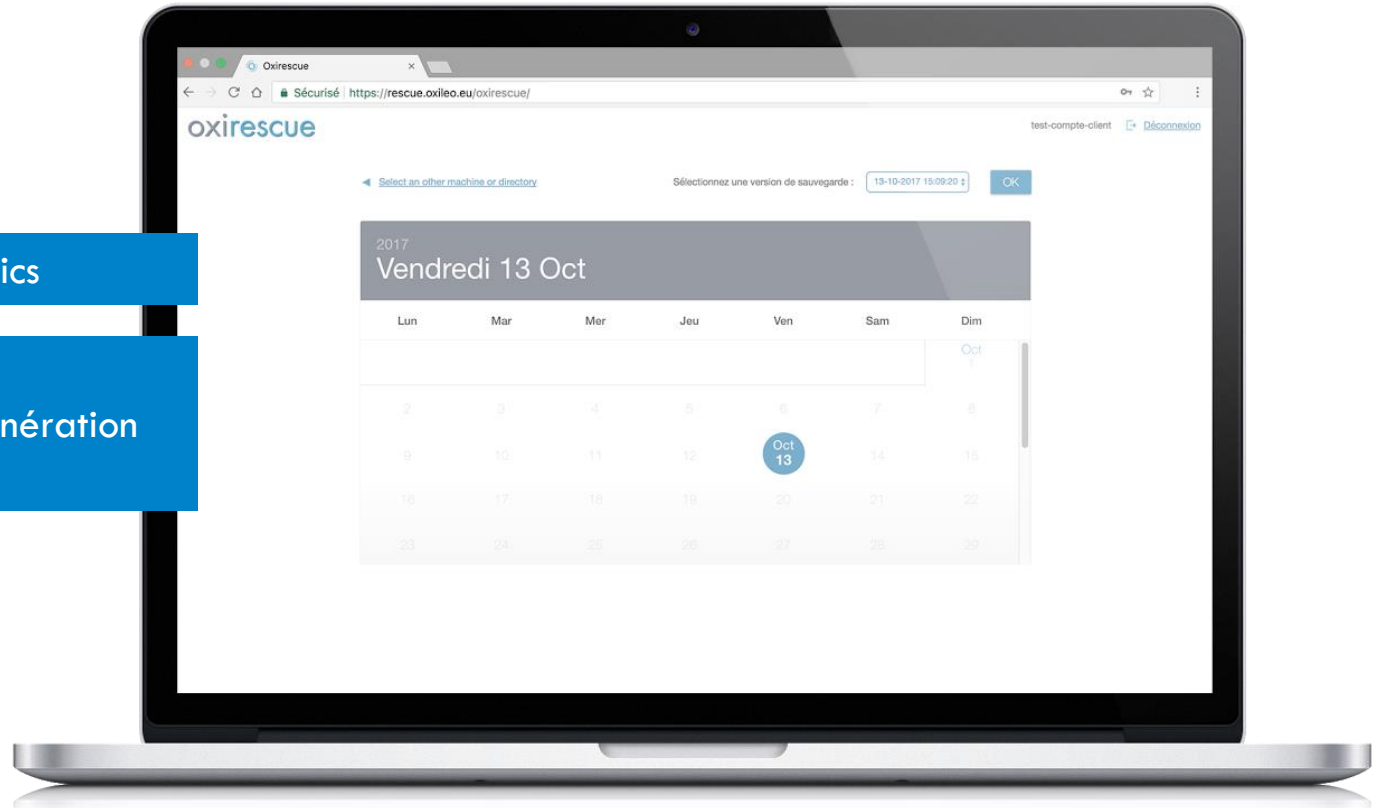 Oxirescue
Sécurisé https://rescue.oxileo.eu/oxirescue/
oxirescue
test-compte-client Déconnexion
Select an other machine or directory
Sélectionnez une version de sauvegarde : 13-10-2017 15:09:20 OK
2017
Vendredi 13 Oct
ics
Lun Mar Mer Jeu Ven Sam Dim
Oct
1
2 3 4 5 6 7 8
nération
Oct
9 10 11 12 13 14 15
16 17 18 19 20 21 22
23 24 25 26 27 28 29